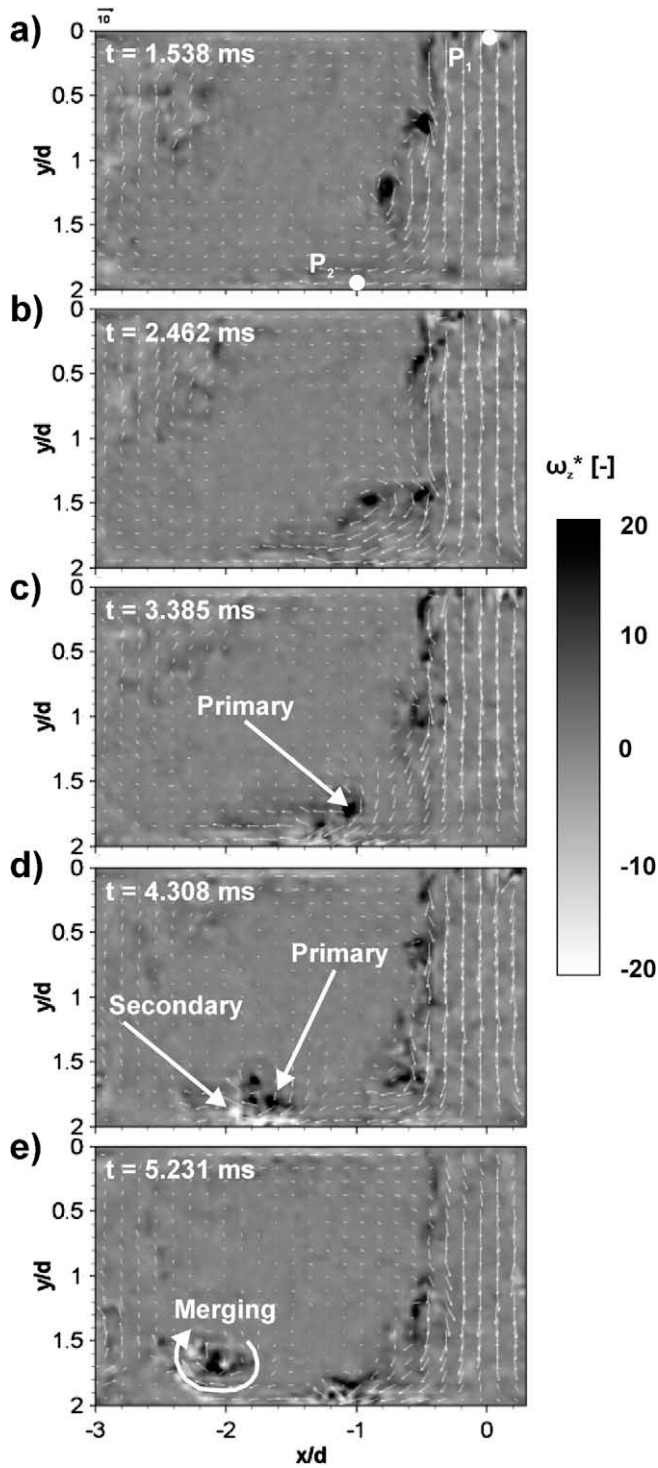 a)
t = 1.538 ms
P₁
P₂
0
0.5
1
1.5
2
y/d
b)
t = 2.462 ms
0
0.5
1
1.5
2
y/d
ω_z* [-]
20
10
0
-10
-20
c)
t = 3.385 ms
Primary
0
0.5
1
1.5
2
y/d
d)
t = 4.308 ms
Primary
Secondary
0
0.5
1
1.5
2
y/d
e)
t = 5.231 ms
Merging
0
0.5
1
1.5
2
y/d
-3 -2 -1 0
x/d